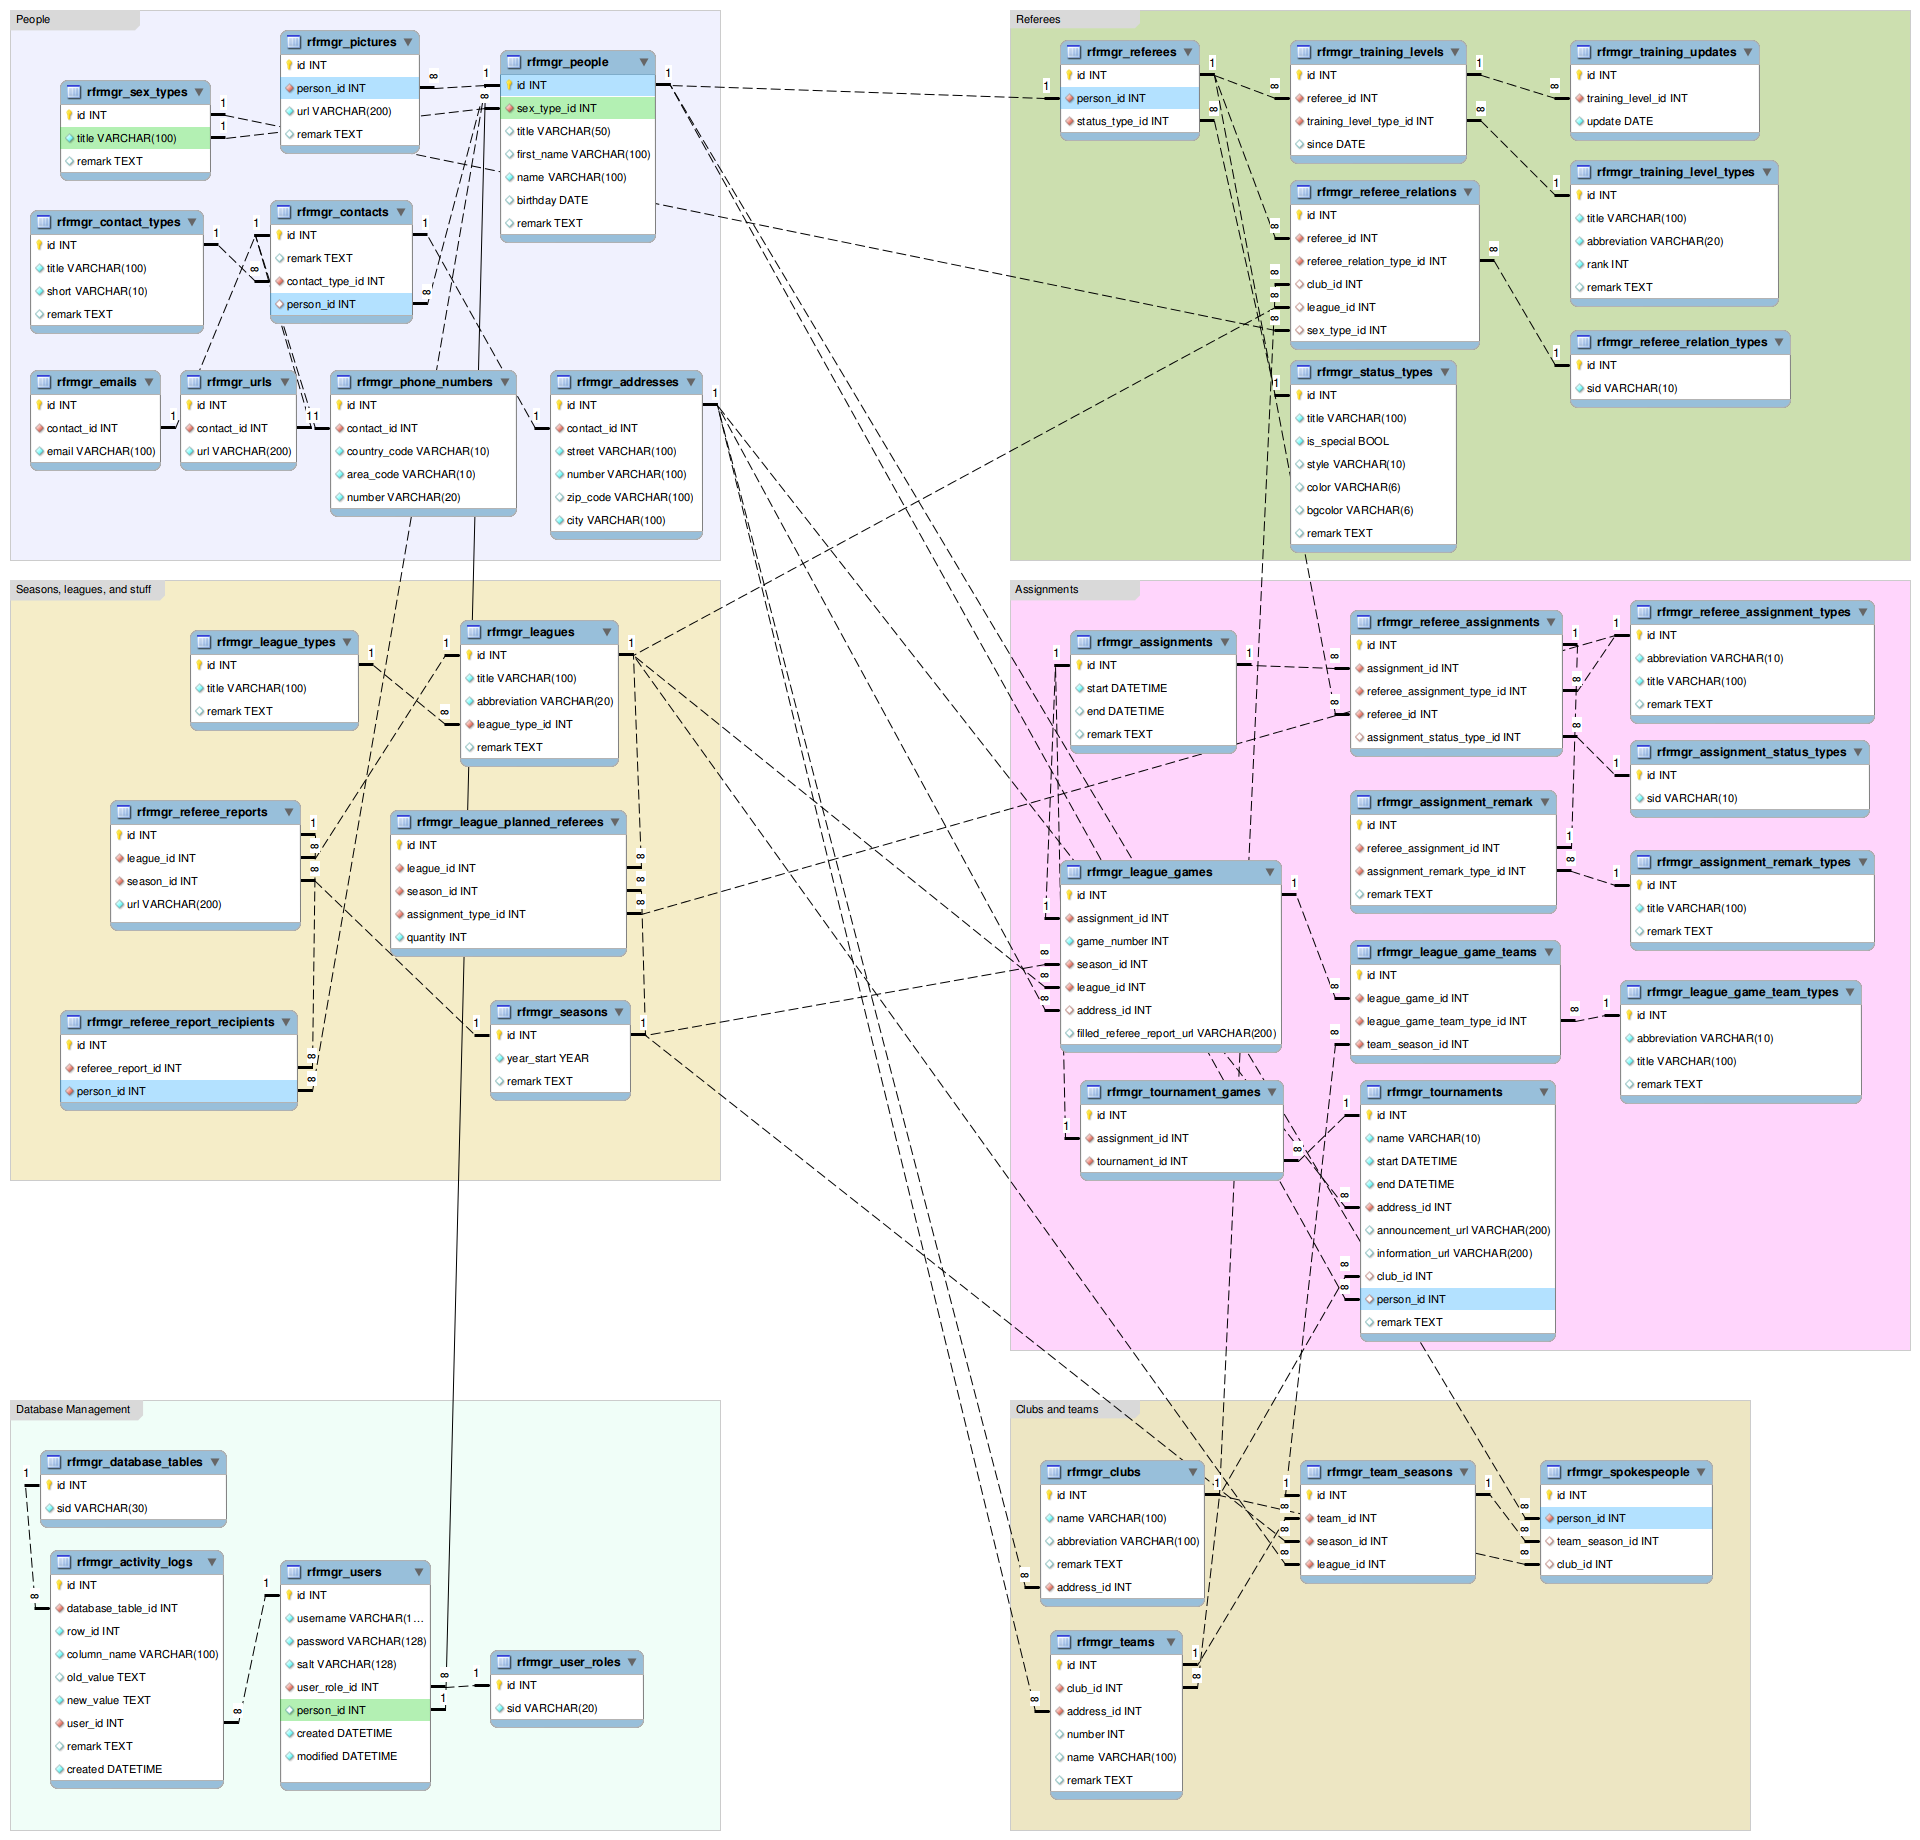 People
rfrmgr_pictures
id INT
person_id INT
url VARCHAR(200)
remark TEXT
rfrmgr_people
id INT
sex_type_id INT
title VARCHAR(50)
first_name VARCHAR(100)
name VARCHAR(100)
birthday DATE
remark TEXT
rfrmgr_sex_types
id INT
title VARCHAR(100)
remark TEXT
rfrmgr_contact_types
id INT
title VARCHAR(100)
short VARCHAR(10)
remark TEXT
rfrmgr_contacts
id INT
remark TEXT
contact_type_id INT
person_id INT
rfrmgr_emails
id INT
contact_id INT
email VARCHAR(100)
rfrmgr_urls
id INT
contact_id INT
url VARCHAR(200)
rfrmgr_phone_numbers
id INT
contact_id INT
country_code VARCHAR(10)
area_code VARCHAR(10)
number VARCHAR(20)
rfrmgr_addresses
id INT
contact_id INT
street VARCHAR(100)
number VARCHAR(100)
zip_code VARCHAR(100)
city VARCHAR(100)
Referees
rfrmgr_referees
id INT
person_id INT
status_type_id INT
rfrmgr_training_levels
id INT
referee_id INT
training_level_type_id INT
since DATE
rfrmgr_training_updates
id INT
training_level_id INT
update DATE
rfrmgr_training_level_types
id INT
title VARCHAR(100)
abbreviation VARCHAR(20)
rank INT
remark TEXT
rfrmgr_referee_relations
id INT
referee_id INT
referee_relation_type_id INT
club_id INT
league_id INT
sex_type_id INT
rfrmgr_referee_relation_types
id INT
sid VARCHAR(10)
rfrmgr_status_types
id INT
title VARCHAR(100)
is_special BOOL
style VARCHAR(10)
color VARCHAR(6)
bgcolor VARCHAR(6)
remark TEXT
Seasons, leagues, and stuff
rfrmgr_league_types
id INT
title VARCHAR(100)
remark TEXT
rfrmgr_leagues
id INT
title VARCHAR(100)
abbreviation VARCHAR(20)
league_type_id INT
remark TEXT
rfrmgr_referee_reports
id INT
league_id INT
season_id INT
url VARCHAR(200)
rfrmgr_league_planned_referees
id INT
league_id INT
season_id INT
assignment_type_id INT
quantity INT
rfrmgr_referee_report_recipients
id INT
referee_report_id INT
person_id INT
rfrmgr_seasons
id INT
year_start YEAR
remark TEXT
Assignments
rfrmgr_assignments
id INT
start DATETIME
end DATETIME
remark TEXT
rfrmgr_referee_assignments
id INT
assignment_id INT
referee_assignment_type_id INT
referee_id INT
assignment_status_type_id INT
rfrmgr_referee_assignment_types
id INT
abbreviation VARCHAR(10)
title VARCHAR(100)
remark TEXT
rfrmgr_assignment_status_types
id INT
sid VARCHAR(10)
rfrmgr_assignment_remark
id INT
referee_assignment_id INT
assignment_remark_type_id INT
remark TEXT
rfrmgr_assignment_remark_types
id INT
title VARCHAR(100)
remark TEXT
rfrmgr_league_games
id INT
assignment_id INT
game_number INT
season_id INT
league_id INT
address_id INT
filled_referee_report_url VARCHAR(200)
rfrmgr_league_game_teams
id INT
league_game_id INT
league_game_team_type_id INT
team_season_id INT
rfrmgr_league_game_team_types
id INT
abbreviation VARCHAR(10)
title VARCHAR(100)
remark TEXT
rfrmgr_tournament_games
id INT
assignment_id INT
tournament_id INT
rfrmgr_tournaments
id INT
name VARCHAR(10)
start DATETIME
end DATETIME
address_id INT
announcement_url VARCHAR(200)
information_url VARCHAR(200)
club_id INT
person_id INT
remark TEXT
Database Management
rfrmgr_database_tables
id INT
sid VARCHAR(30)
rfrmgr_activity_logs
id INT
database_table_id INT
row_id INT
column_name VARCHAR(100)
old_value TEXT
new_value TEXT
user_id INT
remark TEXT
created DATETIME
rfrmgr_users
id INT
username VARCHAR(1...
password VARCHAR(128)
salt VARCHAR(128)
user_role_id INT
person_id INT
created DATETIME
modified DATETIME
rfrmgr_user_roles
id INT
sid VARCHAR(20)
Clubs and teams
rfrmgr_clubs
id INT
name VARCHAR(100)
abbreviation VARCHAR(100)
remark TEXT
address_id INT
rfrmgr_team_seasons
id INT
team_id INT
season_id INT
league_id INT
rfrmgr_spokespeople
id INT
person_id INT
team_season_id INT
club_id INT
rfrmgr_teams
id INT
club_id INT
address_id INT
number INT
name VARCHAR(100)
remark TEXT